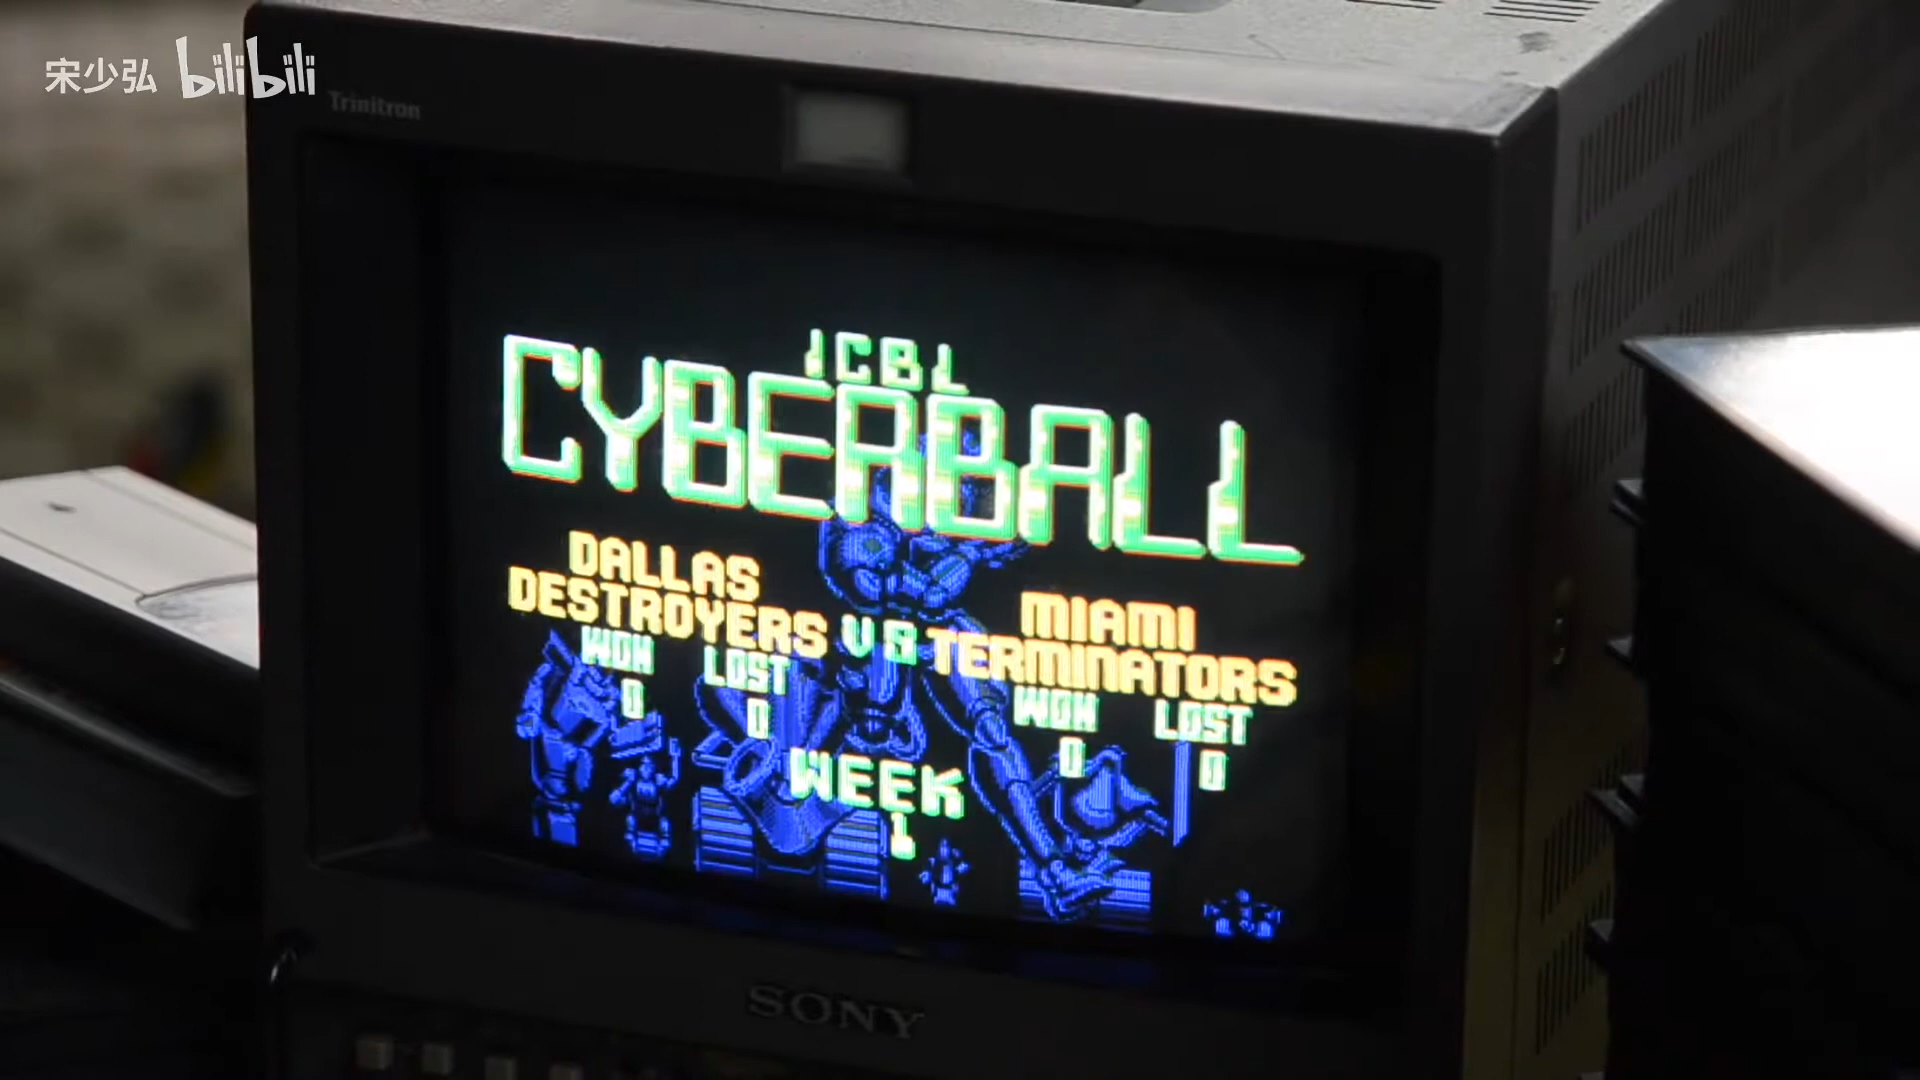 宋少弘 bilibili
Trinitron
ICBL
CYBERBALL
DALLAS
DESTROYERS
VS
MIAMI
TERMINATORS
WON LOST
0 0
WON LOST
0 0
WEEK
1
SONY